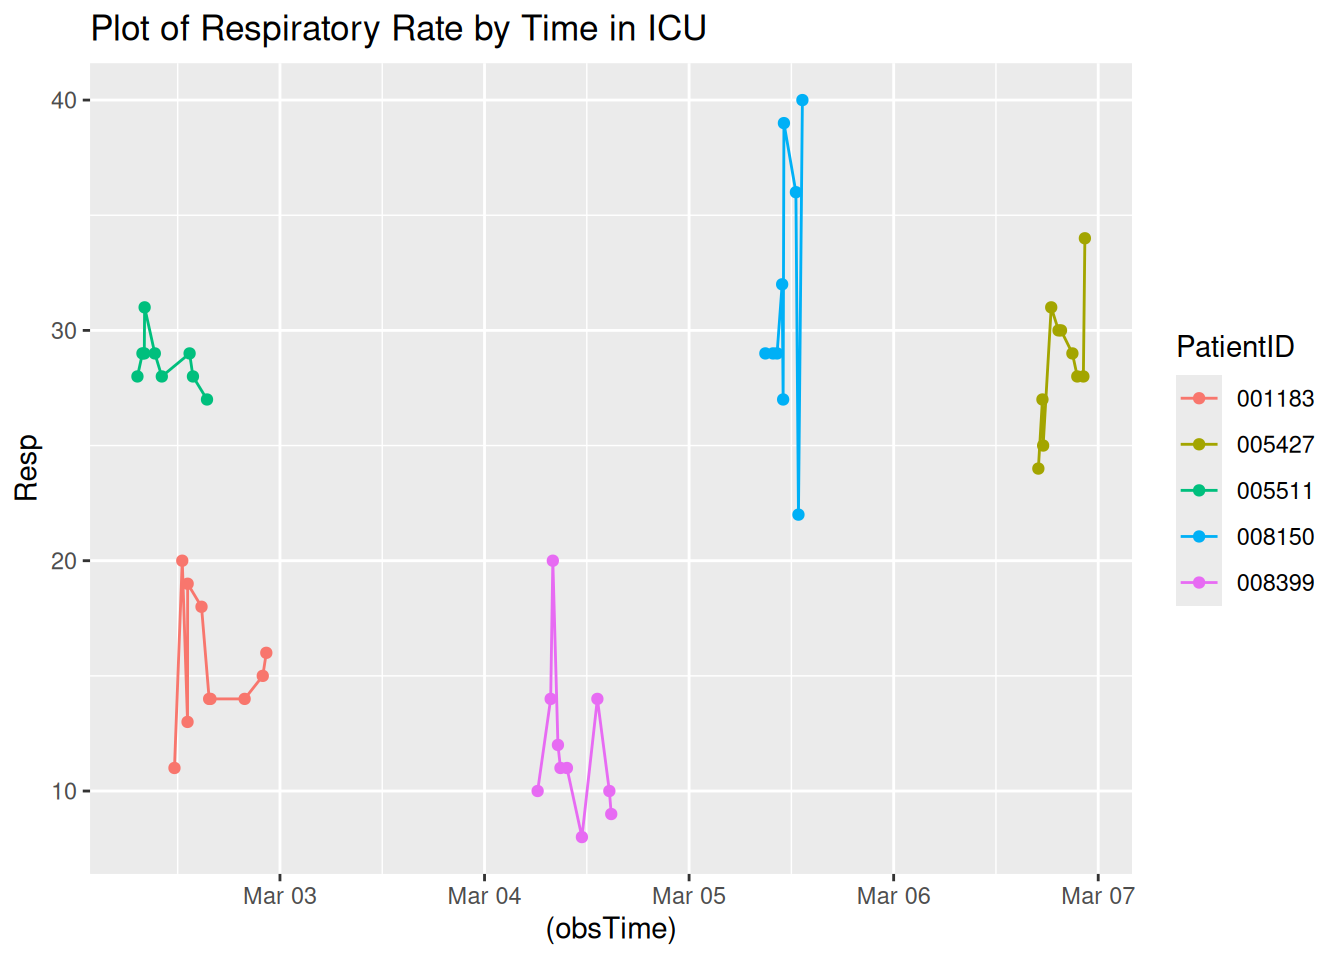 Plot of Respiratory Rate by Time in ICU
40
30
20
10
Resp
Mar 03
Mar 04
Mar 05
Mar 06
Mar 07
(obsTime)
PatientID
001183
005427
005511
008150
008399